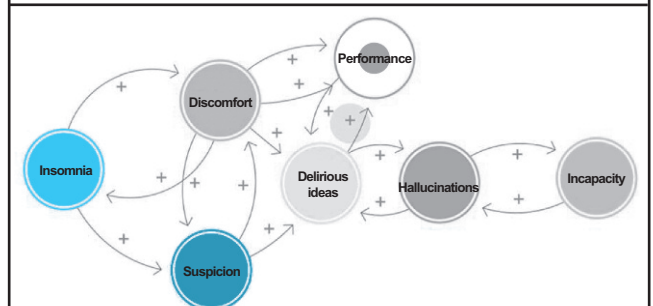 Performance
+
+
Discomfort
+
+
+
+
Insomnia
+
+
+
Delirious
ideas
+
+
Hallucinations
+
+
Incapacity
+
+
Suspicion